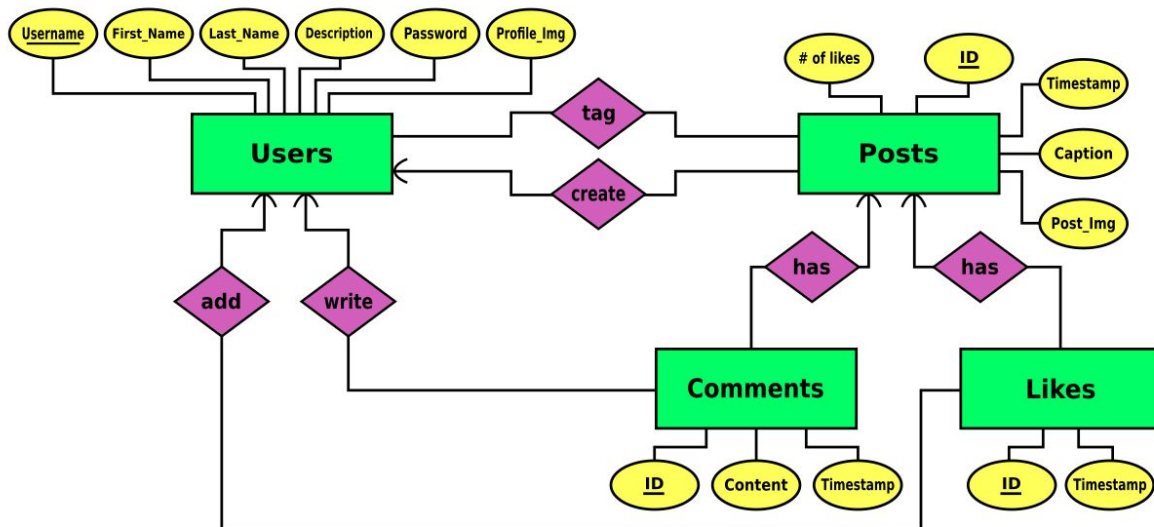 Username
First_Name
Last_Name
Description
Password
Profile_Img
# of likes
ID
Timestamp
tag
Users
Posts
Caption
create
Post_Img
has
has
add
write
Comments
Likes
ID
Content
Timestamp
ID
Timestamp